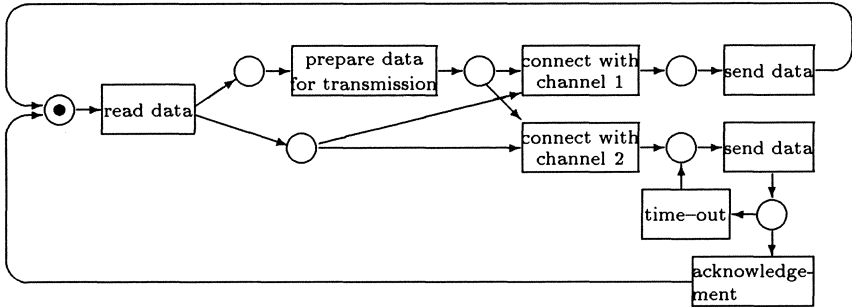 prepare data
for transmission
connect with
channel 1
send data
read data
connect with
channel 2
send data
time–out
acknowledge-
ment